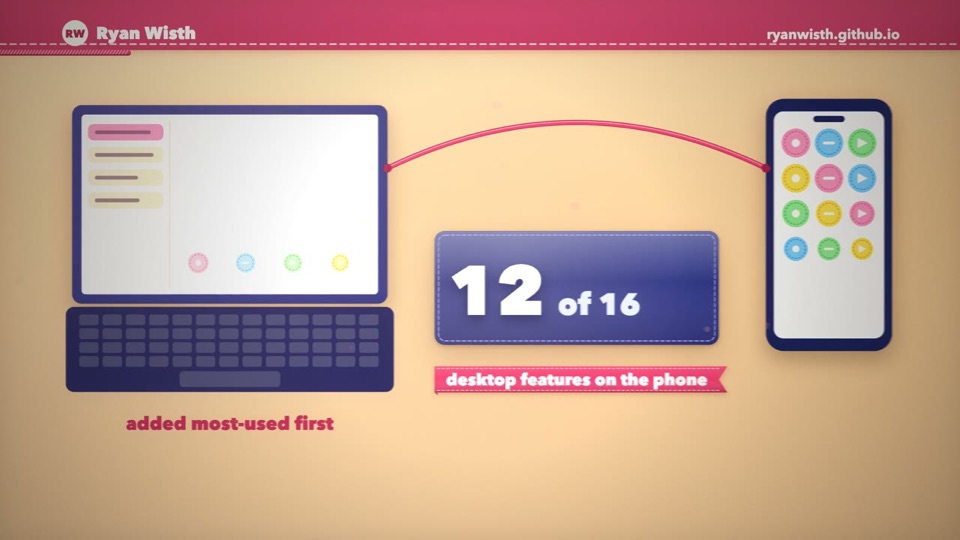 RW Ryan Wisth
ryanwisth.github.io
12 of 16
desktop features on the phone
added most-used first